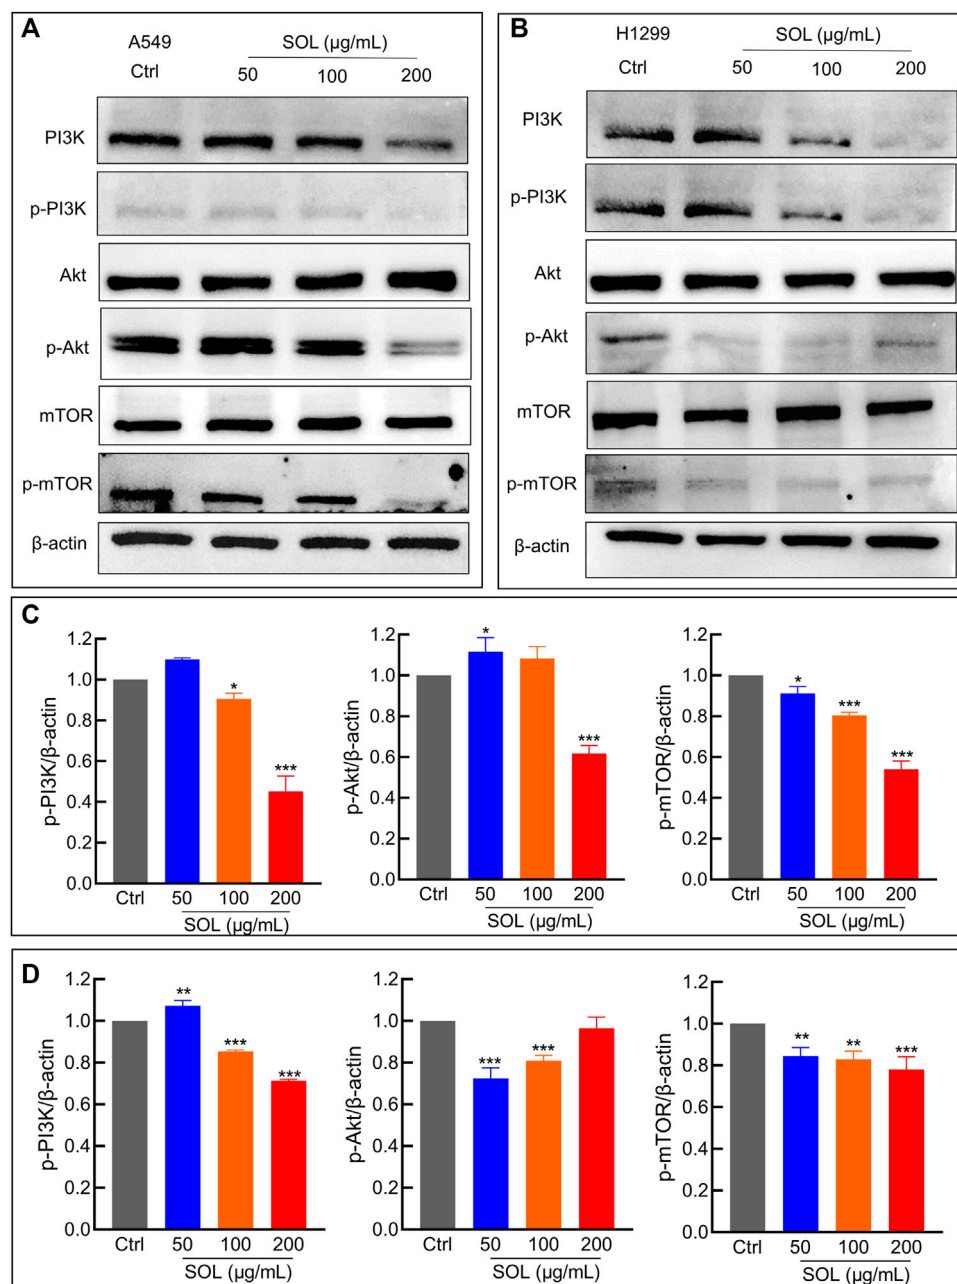 A
A549
SOL (µg/mL)
Ctrl
50
100
200
PI3K
p-PI3K
Akt
p-Akt
mTOR
p-mTOR
β-actin
B
H1299
SOL (µg/mL)
Ctrl
50
100
200
PI3K
p-PI3K
Akt
p-Akt
mTOR
p-mTOR
β-actin
C
p-PI3K/β-actin
1.2
1.0
0.8
0.6
0.4
0.2
0.0
*
***
Ctrl 50 100 200
SOL (µg/mL)
p-Akt/β-actin
1.2
1.0
0.8
0.6
0.4
0.2
0.0
*
***
Ctrl 50 100 200
SOL (µg/mL)
p-mTOR/β-actin
1.2
1.0
0.8
0.6
0.4
0.2
0.0
*
***
***
Ctrl 50 100 200
SOL (µg/mL)
D
p-PI3K/β-actin
1.2
1.0
0.8
0.6
0.4
0.2
0.0
**
***
***
Ctrl 50 100 200
SOL (µg/mL)
p-Akt/β-actin
1.2
1.0
0.8
0.6
0.4
0.2
0.0
***
***
Ctrl 50 100 200
SOL (µg/mL)
p-mTOR/β-actin
1.2
1.0
0.8
0.6
0.4
0.2
0.0
**
**
***
Ctrl 50 100 200
SOL (µg/mL)